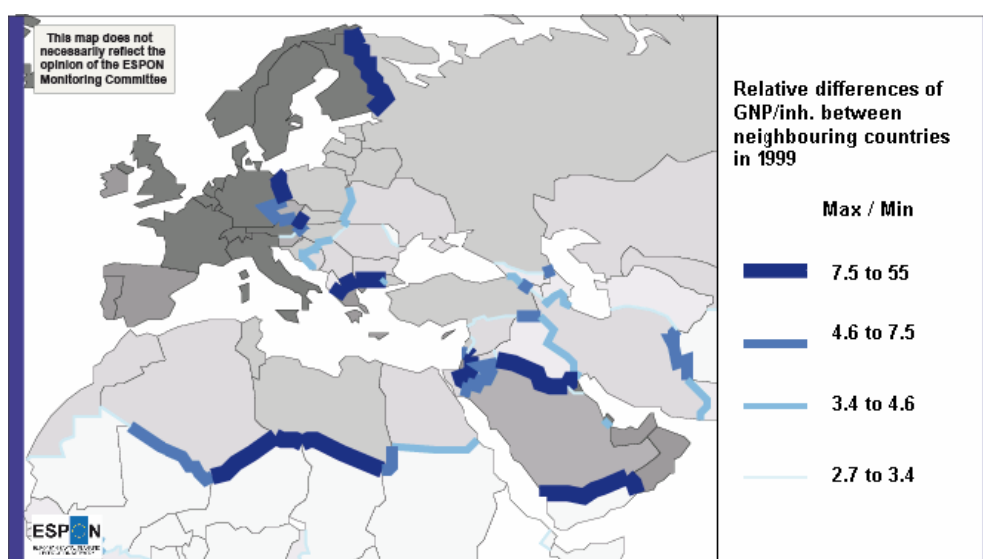 This map does not
necessarily reflect the
opinion of the ESPON
Monitoring Committee
Relative differences of
GNP/inh. between
neighbouring countries
in 1999
Max / Min
7.5 to 55
4.6 to 7.5
3.4 to 4.6
2.7 to 3.4
ESPON